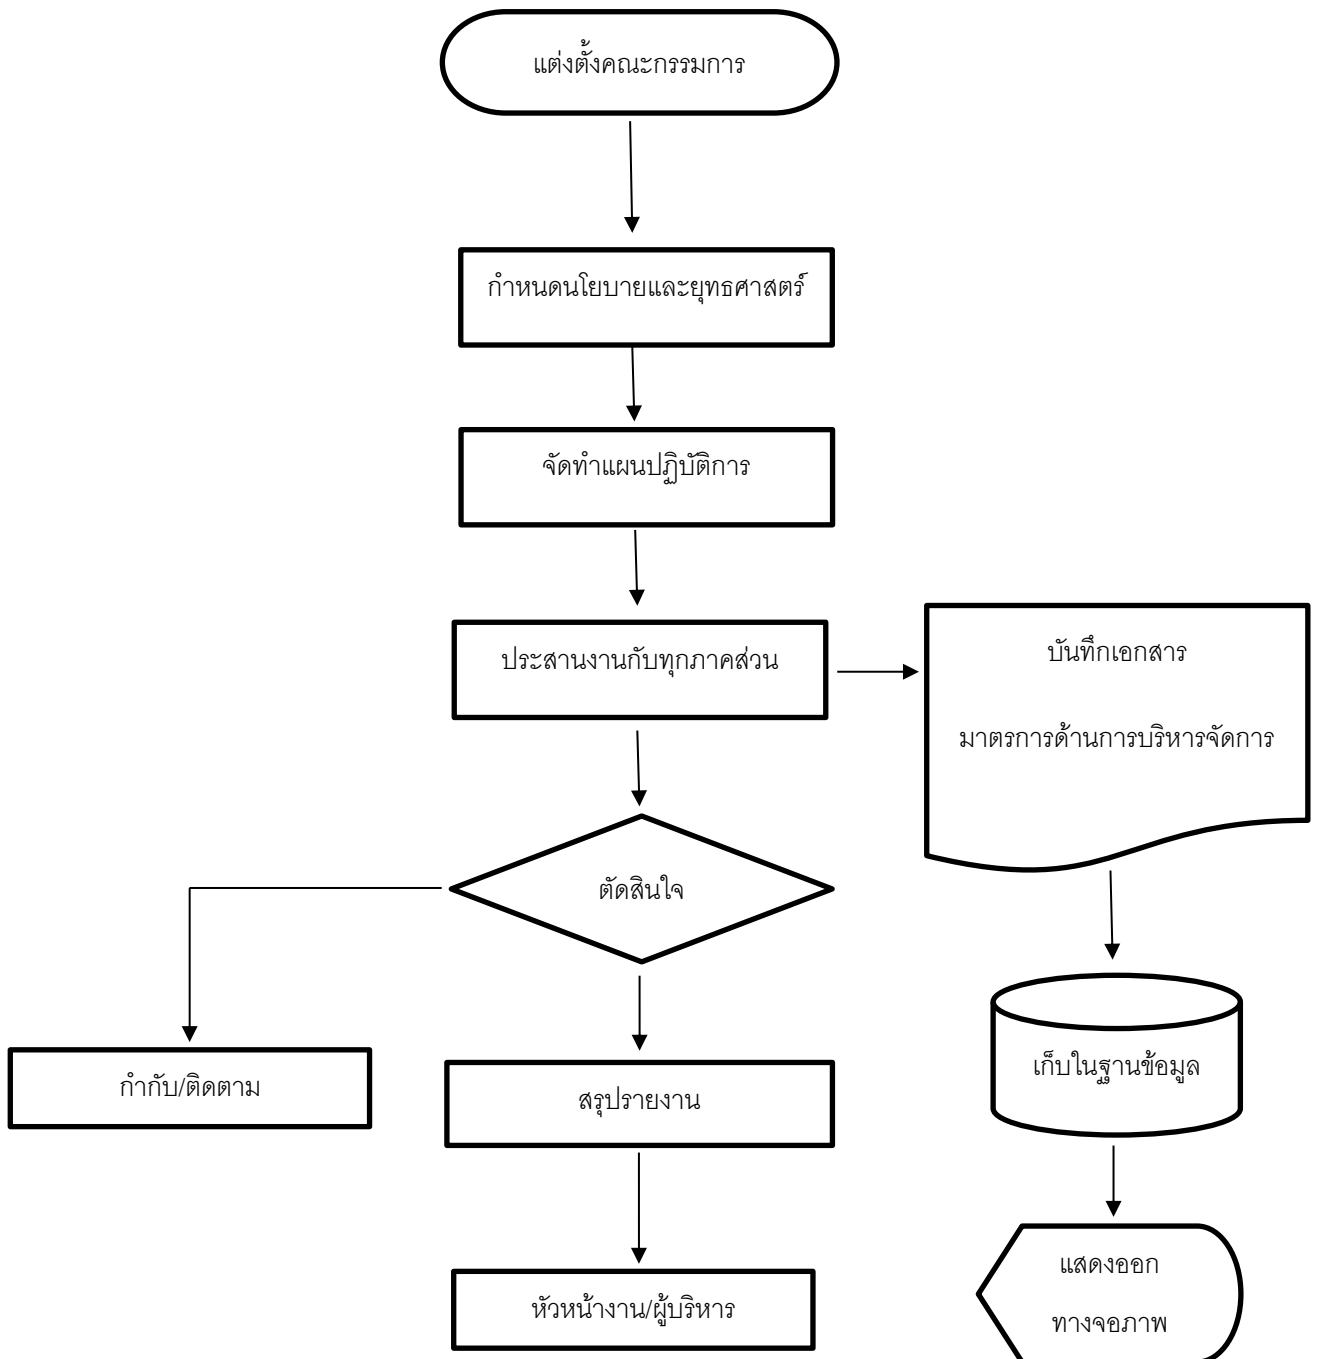 แต่งตั้งคณะกรรมการ
กำหนดนโยบายและยุทธศาสตร์
จัดทำแผนปฏิบัติการ
ประสานงานกับทุกภาคส่วน
บันทึกเอกสาร
มาตรการด้านการบริหารจัดการ
ตัดสินใจ
กำกับ/ติดตาม
สรุปรายงาน
เก็บในฐานข้อมูล
หัวหน้างาน/ผู้บริหาร
แสดงออก
ทางจอภาพ